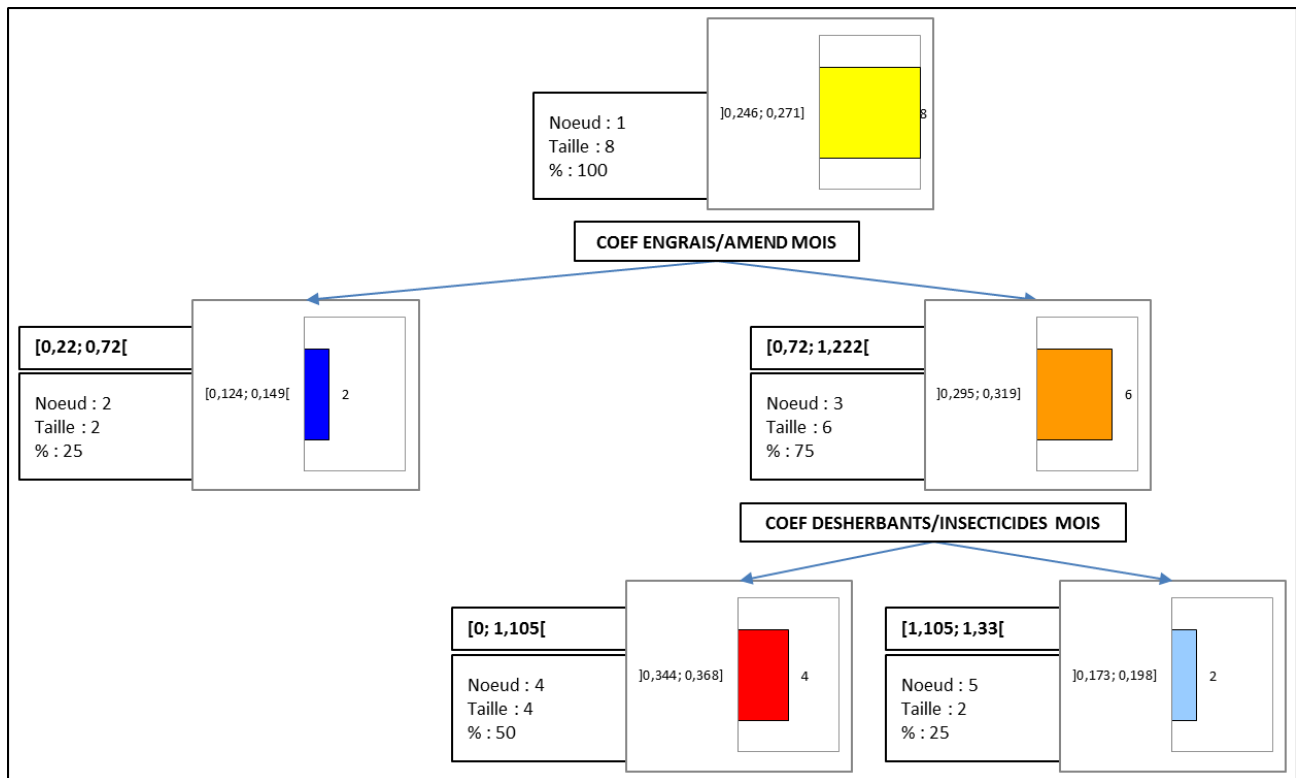 Noeud : 1
Taille : 8
% : 100
]0,246; 0,271]
8
COEF ENGRAIS/AMEND MOIS
[0,22; 0,72[
Noeud : 2
Taille : 2
% : 25
[0,124; 0,149[
2
[0,72; 1,222[
Noeud : 3
Taille : 6
% : 75
]0,295; 0,319]
6
COEF DESHERBANTS/INSECTICIDES MOIS
[0; 1,105[
Noeud : 4
Taille : 4
% : 50
]0,344; 0,368]
4
[1,105; 1,33[
Noeud : 5
Taille : 2
% : 25
]0,173; 0,198]
2